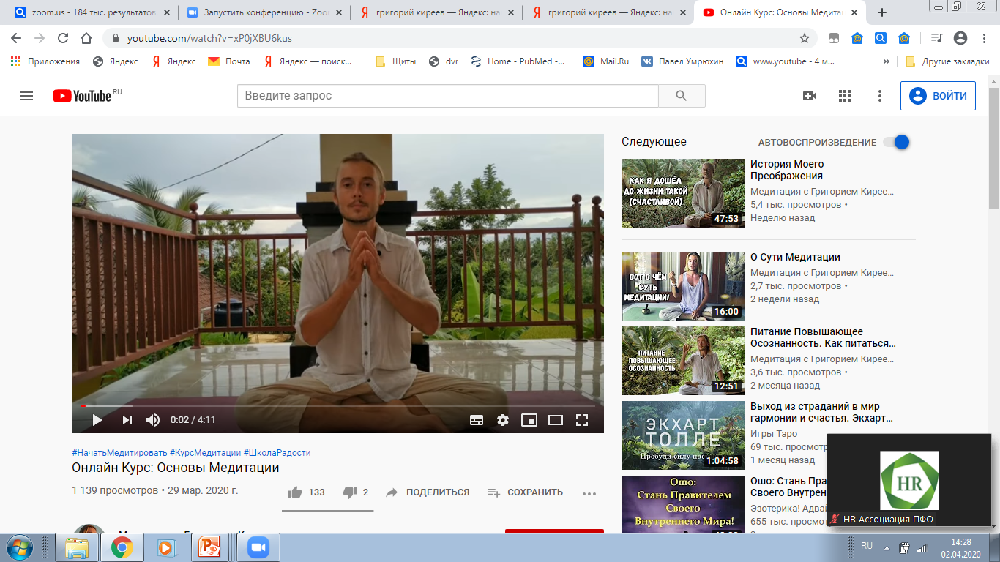 zoom.us - 184 тыс. результатов
Запустить конференцию - Zoo
григорий киреев — Яндекс: на
григорий киреев — Яндекс: на
Онлайн Курс: Основы Медитац
youtube.com/watch?v=xP0jXBU6kus
Приложения
Яндекс
Яндекс
Почта
Яндекс — поиск...
Щиты
dvr
Home - PubMed -...
Mail.Ru
Павел Умрюхин
www.youtube - 4 м...
»
Другие закладки
YouTube RU
Введите запрос
ВОЙТИ
Следующее
АВТОВОСПРОИЗВЕДЕНИЕ
КАК Я ДОШЁЛ
ДО ЖИЗНИ ТАКОЙ
(СЧАСТЛИВОЙ)
47:53
История Моего
Преображения
Медитация с Григорием Кирее...
5,4 тыс. просмотров •
Неделю назад
ВОТ В ЧЁМ
СУТЬ
МЕДИТАЦИИ!
16:00
О Сути Медитации
Медитация с Григорием Кирее...
2,7 тыс. просмотров •
2 недели назад
ПИТАНИЕ
ПОВЫШАЮЩЕЕ
ОСОЗНАННОСТЬ
12:51
Питание Повышающее
Осознанность. Как питаться...
Медитация с Григорием Кирее...
3,6 тыс. просмотров •
2 месяца назад
ЭКХАРТ
ТОЛЛЕ
Пробуди силу нас
1:04:58
Выход из страданий в мир
гармонии и счастья. Экхарт...
Игры Таро
69 тыс. просмотр
1 месяц назад
Ошо:
Стань Правителем
Своего
Внутреннего Мира!
Ошо: Стань Пра
Своего Внутрен
Эзотерика! Адвай
655 тыс. просмот
0:02 / 4:11
#НачатьМедитировать #КурсМедитации #ШколаРадости
Онлайн Курс: Основы Медитации
1 139 просмотров • 29 мар. 2020 г.
133
2
ПОДЕЛИТЬСЯ
СОХРАНИТЬ
HR
HR Ассоциация ПФО
RU
14:28
02.04.2020